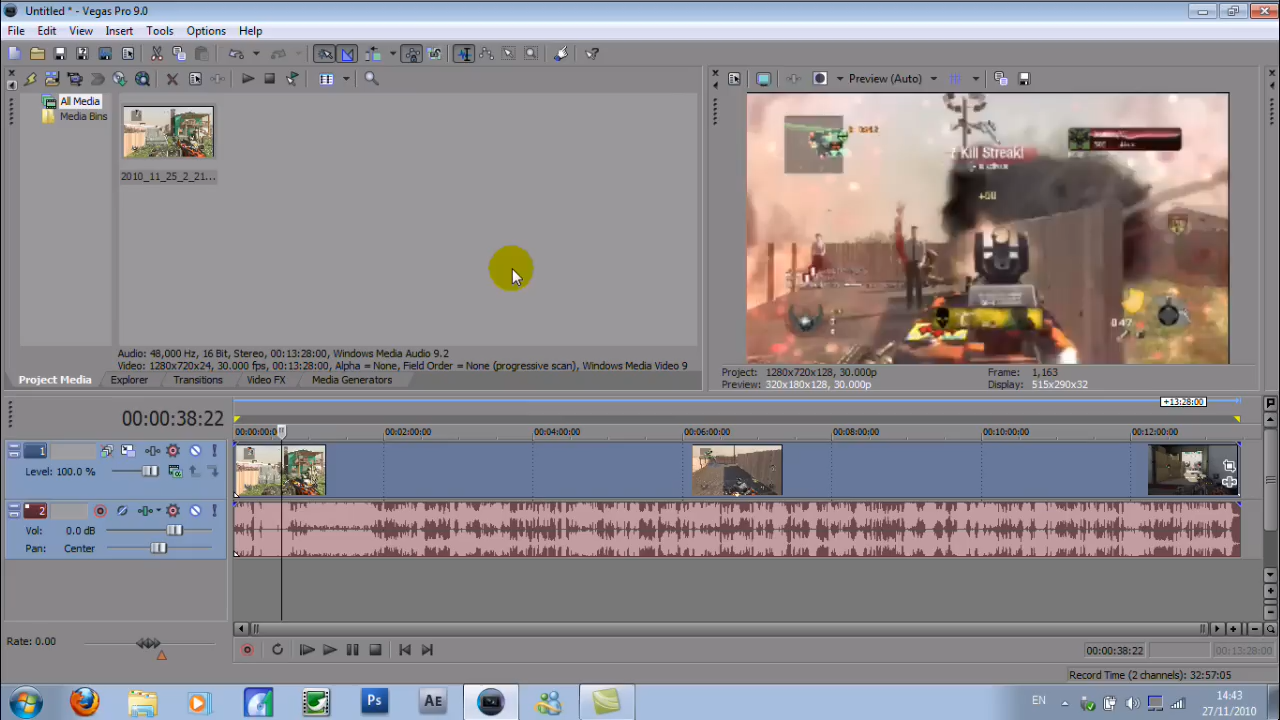 Untitled * - Vegas Pro 9.0
File Edit View Insert Tools Options Help
All Media
Media Bins
2010_11_25_2_21...
Audio: 48,000 Hz, 16 Bit, Stereo, 00:13:28:00, Windows Media Audio 9.2
Video: 1280x720x24, 30.000 fps, 00:13:28:00, Alpha = None, Field Order = None (progressive scan), Windows Media Video 9
Project Media Explorer Transitions Video FX Media Generators
Preview (Auto)
7 Kill Streak!
Project: 1280x720x128, 30.000p
Frame: 1,163
Preview: 320x180x128, 30.000p
Display: 515x290x32
00:00:38:22
+13:28:00
00:00:00:0 00:02:00:00 00:04:00:00 00:06:00:00 00:08:00:00 00:10:00:00 00:12:00:00
1
Level: 100.0 %
2
Vol: 0.0 dB
Pan: Center
Rate: 0.00
00:00:38:22 00:13:28:00
Record Time (2 channels): 32:57:05
Ps AE
EN
14:43
27/11/2010